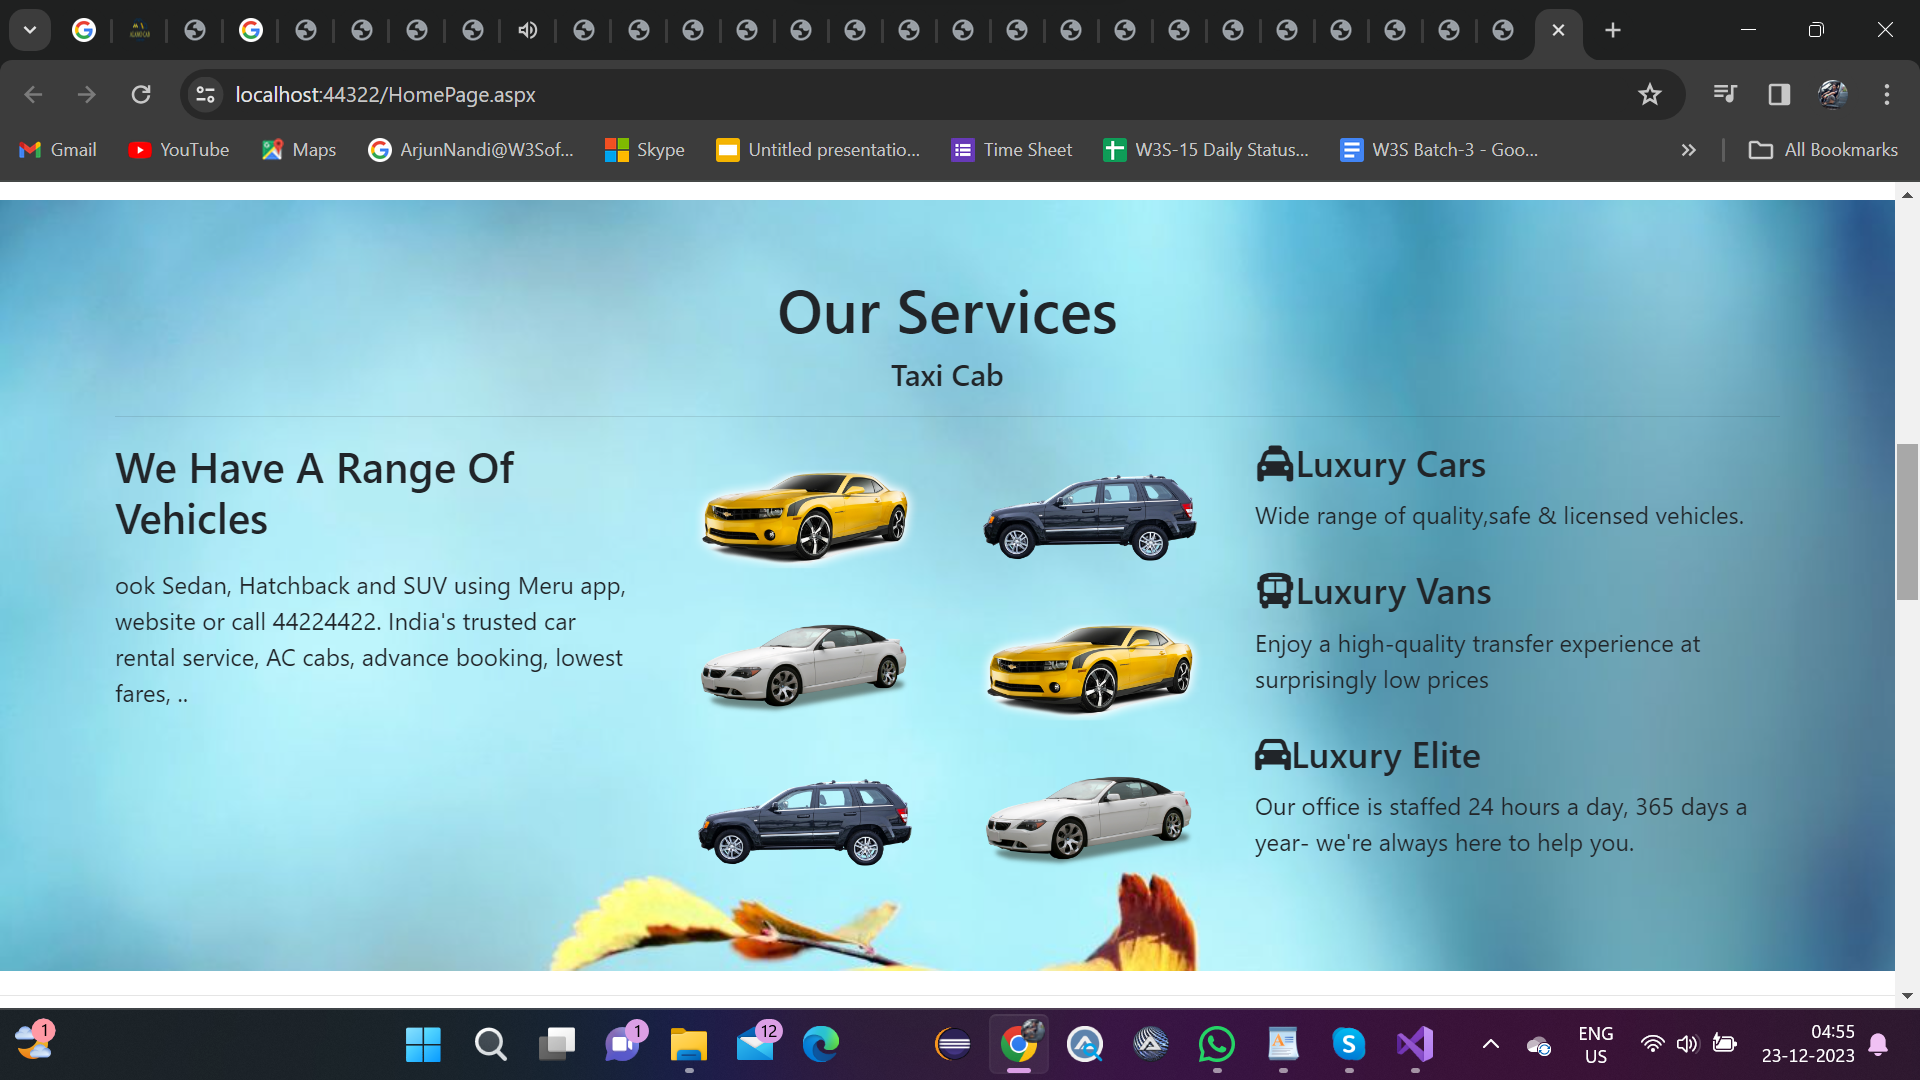 localhost:44322/HomePage.aspx
Gmail
YouTube
Maps
ArjunNandi@W3Sof...
Skype
Untitled presentatio...
Time Sheet
W3S-15 Daily Status...
W3S Batch-3 - Goo...
All Bookmarks
Our Services
Taxi Cab
We Have A Range Of
Vehicles
ook Sedan, Hatchback and SUV using Meru app,
website or call 44224422. India's trusted car
rental service, AC cabs, advance booking, lowest
fares, ..
Luxury Cars
Wide range of quality,safe & licensed vehicles.
Luxury Vans
Enjoy a high-quality transfer experience at
surprisingly low prices
Luxury Elite
Our office is staffed 24 hours a day, 365 days a
year- we're always here to help you.
1
1
12
ENG
US
04:55
23-12-2023